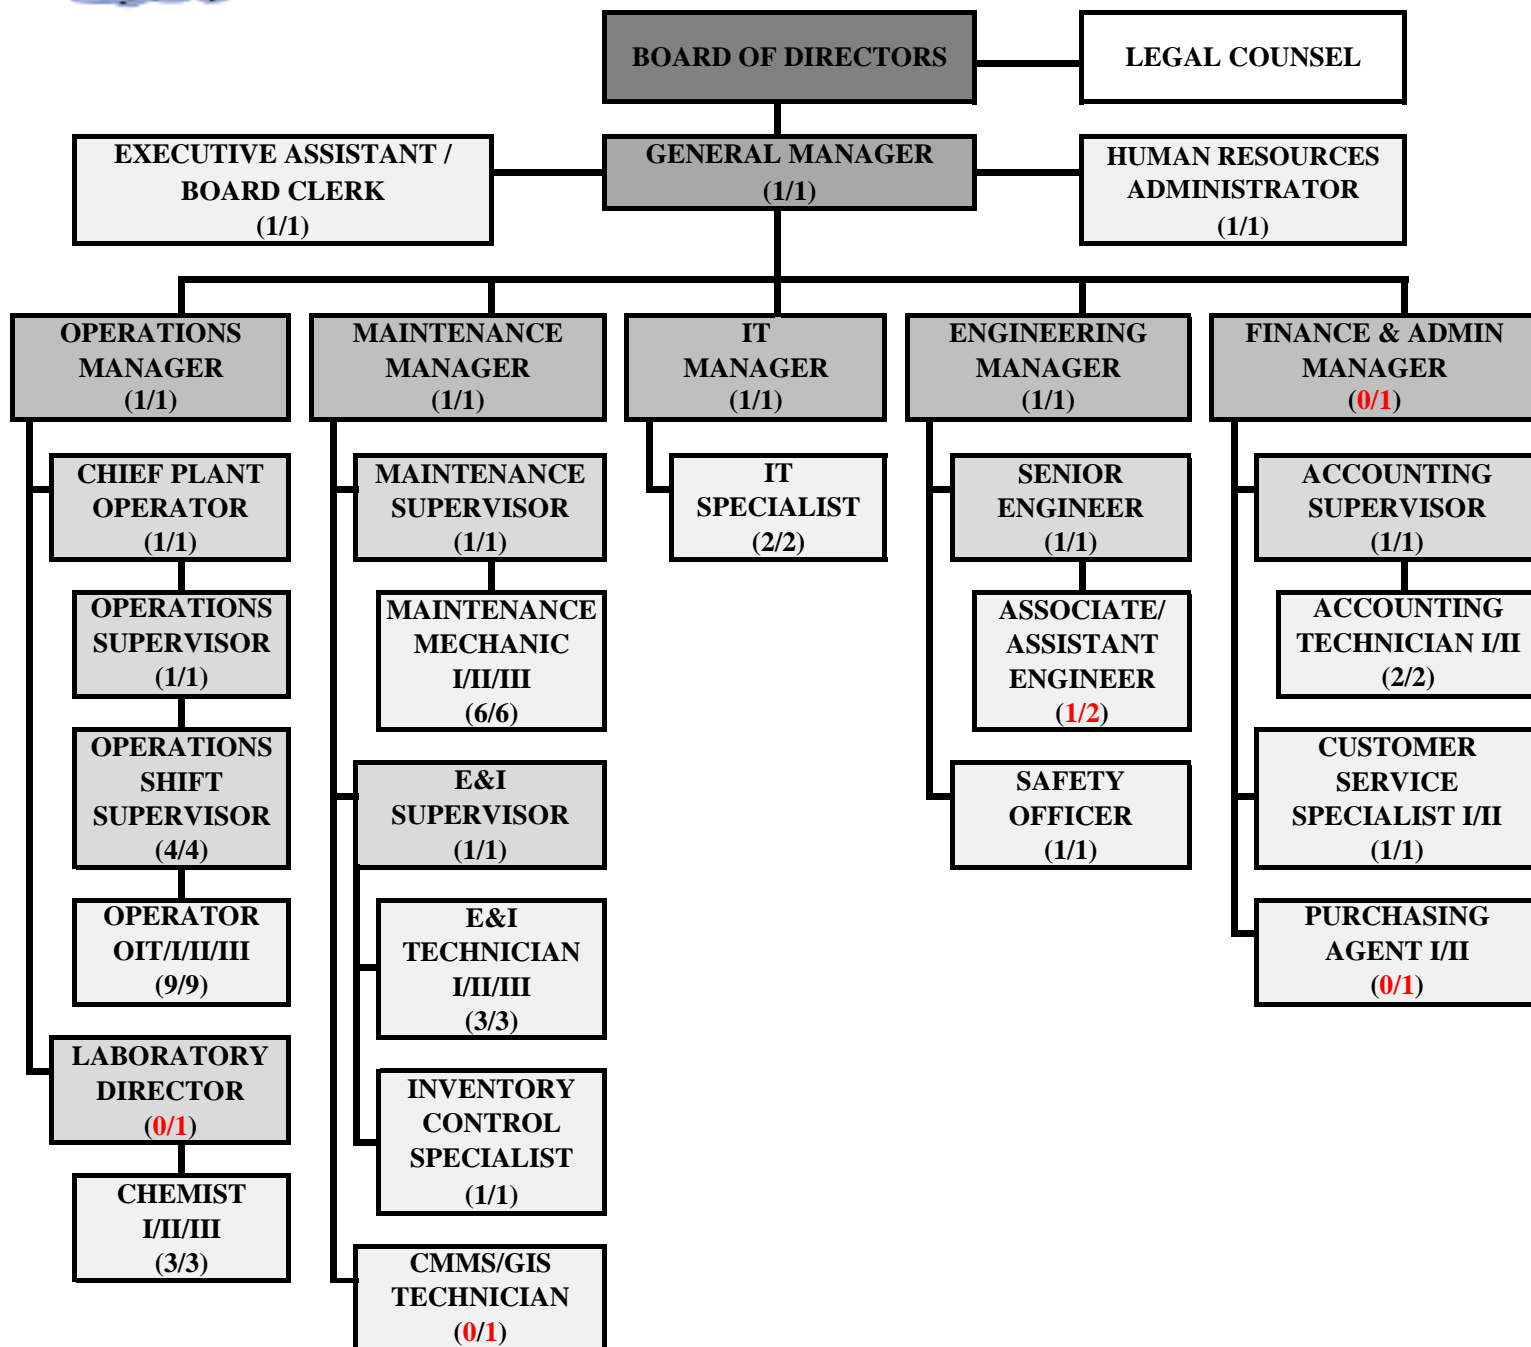 BOARD OF DIRECTORS
LEGAL COUNSEL
EXECUTIVE ASSISTANT /
BOARD CLERK
(1/1)
GENERAL MANAGER
(1/1)
HUMAN RESOURCES
ADMINISTRATOR
(1/1)
OPERATIONS
MANAGER
(1/1)
MAINTENANCE
MANAGER
(1/1)
IT
MANAGER
(1/1)
ENGINEERING
MANAGER
(1/1)
FINANCE & ADMIN
MANAGER
(0/1)
CHIEF PLANT
OPERATOR
(1/1)
OPERATIONS
SUPERVISOR
(1/1)
OPERATIONS
SHIFT
SUPERVISOR
(4/4)
OPERATOR
OIT/I/II/III
(9/9)
LABORATORY
DIRECTOR
(0/1)
CHEMIST
I/II/III
(3/3)
MAINTENANCE
SUPERVISOR
(1/1)
MAINTENANCE
MECHANIC
I/II/III
(6/6)
E&I
SUPERVISOR
(1/1)
E&I
TECHNICIAN
I/II/III
(3/3)
INVENTORY
CONTROL
SPECIALIST
(1/1)
CMMS/GIS
TECHNICIAN
(0/1)
IT
SPECIALIST
(2/2)
SENIOR
ENGINEER
(1/1)
ASSOCIATE/
ASSISTANT
ENGINEER
(1/2)
SAFETY
OFFICER
(1/1)
ACCOUNTING
SUPERVISOR
(1/1)
ACCOUNTING
TECHNICIAN I/II
(2/2)
CUSTOMER
SERVICE
SPECIALIST I/II
(1/1)
PURCHASING
AGENT I/II
(0/1)